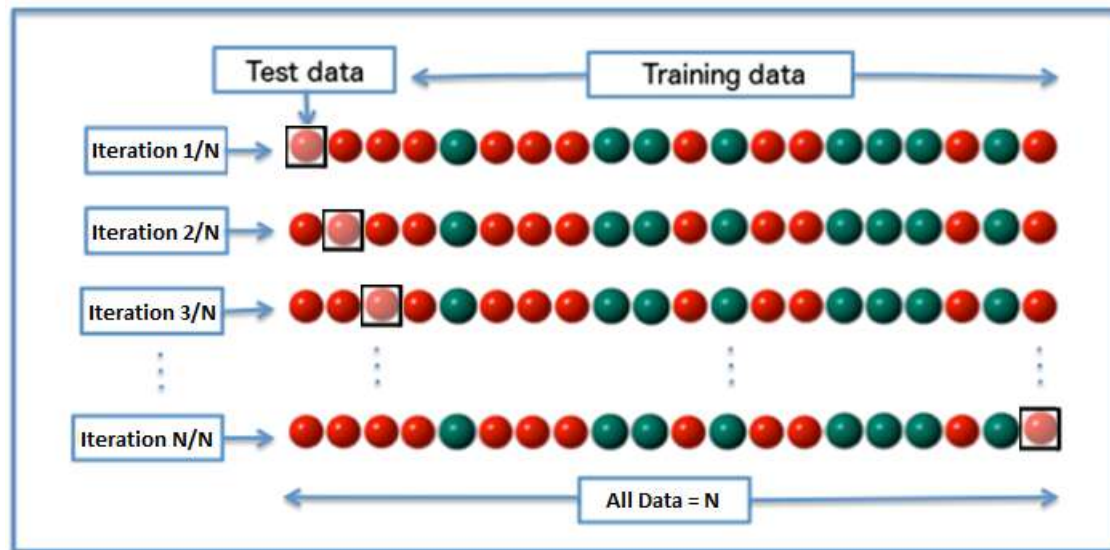 Test data
Training data
Iteration 1/N
Iteration 2/N
Iteration 3/N
Iteration N/N
All Data = N